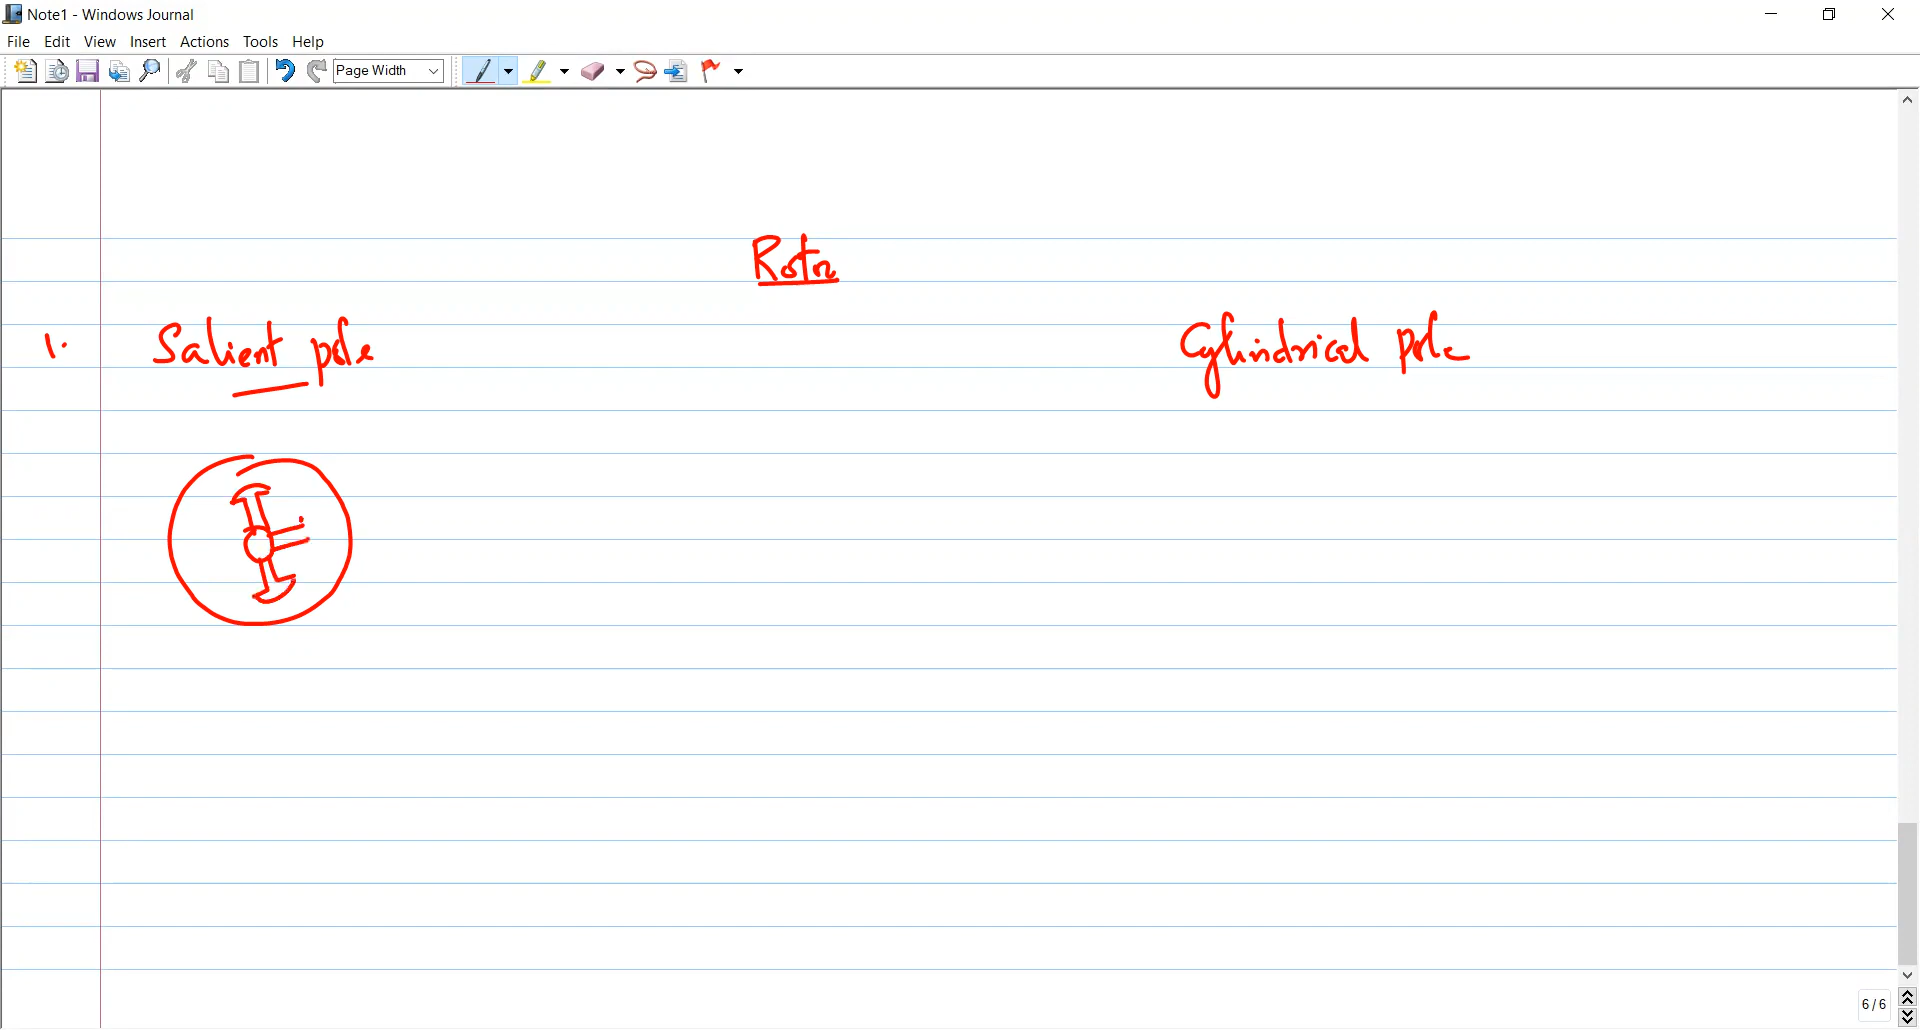 Note1 - Windows Journal
File Edit View Insert Actions Tools Help
Page Width
Rotor
1. Salient pole Cylindrical pole
6/6